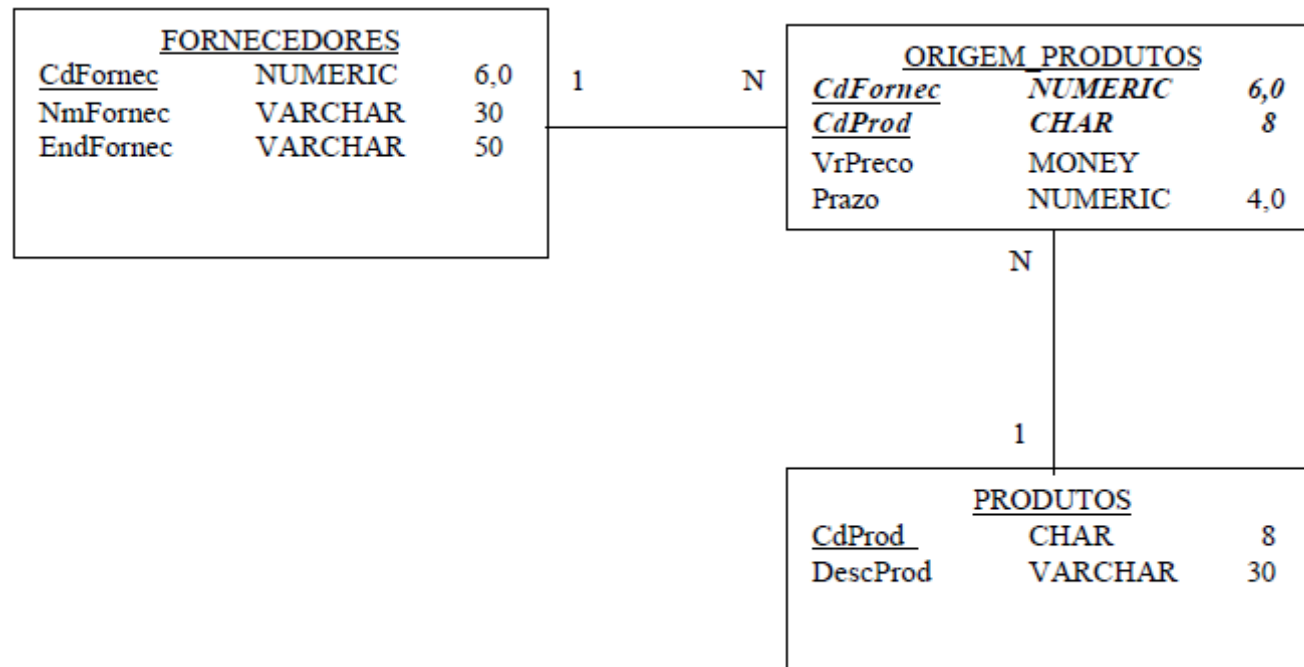 FORNECEDORES
CdFornec NUMERIC 6,0
NmFornec VARCHAR 30
EndFornec VARCHAR 50
1 N
ORIGEM_PRODUTOS
CdFornec NUMERIC 6,0
CdProd CHAR 8
VrPreco MONEY
Prazo NUMERIC 4,0
N
1
PRODUTOS
CdProd CHAR 8
DescProd VARCHAR 30